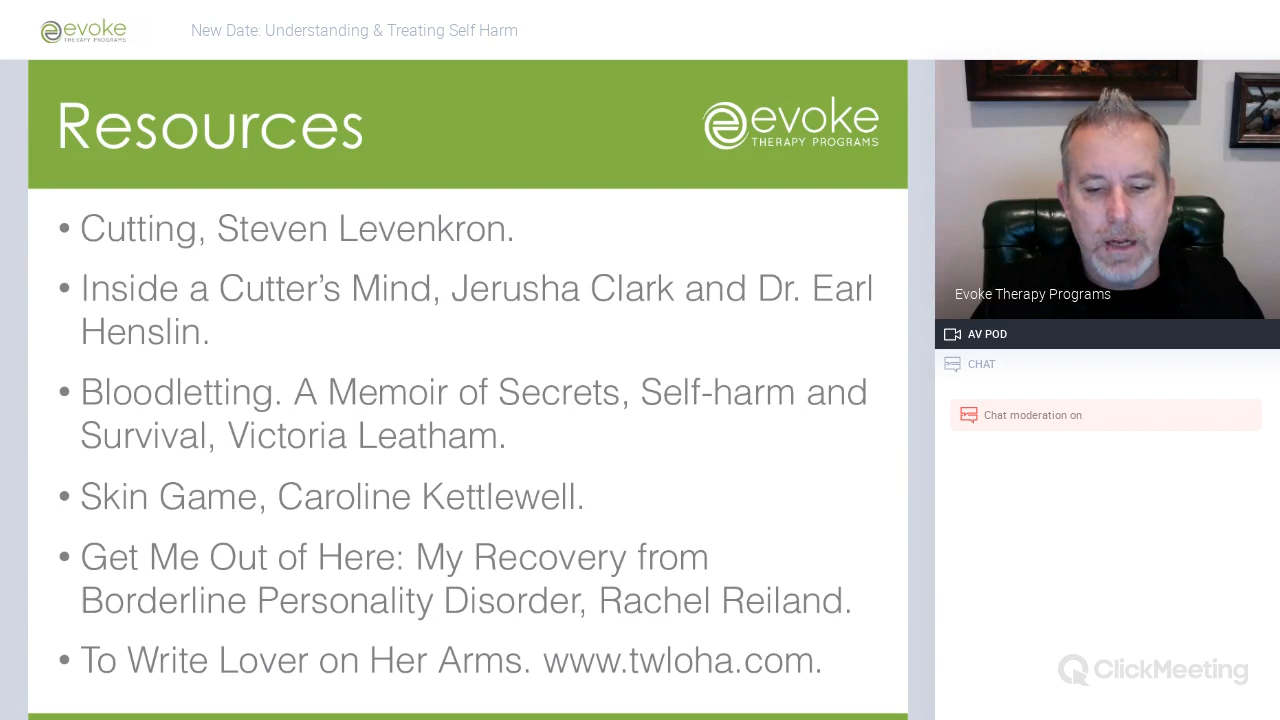 evoke
THERAPY PROGRAMS
New Date: Understanding & Treating Self Harm
Resources
evoke
THERAPY PROGRAMS
• Cutting, Steven Levenkron.
• Inside a Cutter’s Mind, Jerusha Clark and Dr. Earl
Henslin.
• Bloodletting. A Memoir of Secrets, Self-harm and
Survival, Victoria Leatham.
• Skin Game, Caroline Kettlewell.
• Get Me Out of Here: My Recovery from
Borderline Personality Disorder, Rachel Reiland.
• To Write Lover on Her Arms. www.twloha.com.
Evoke Therapy Programs
AV POD
CHAT
Chat moderation on
ClickMeeting